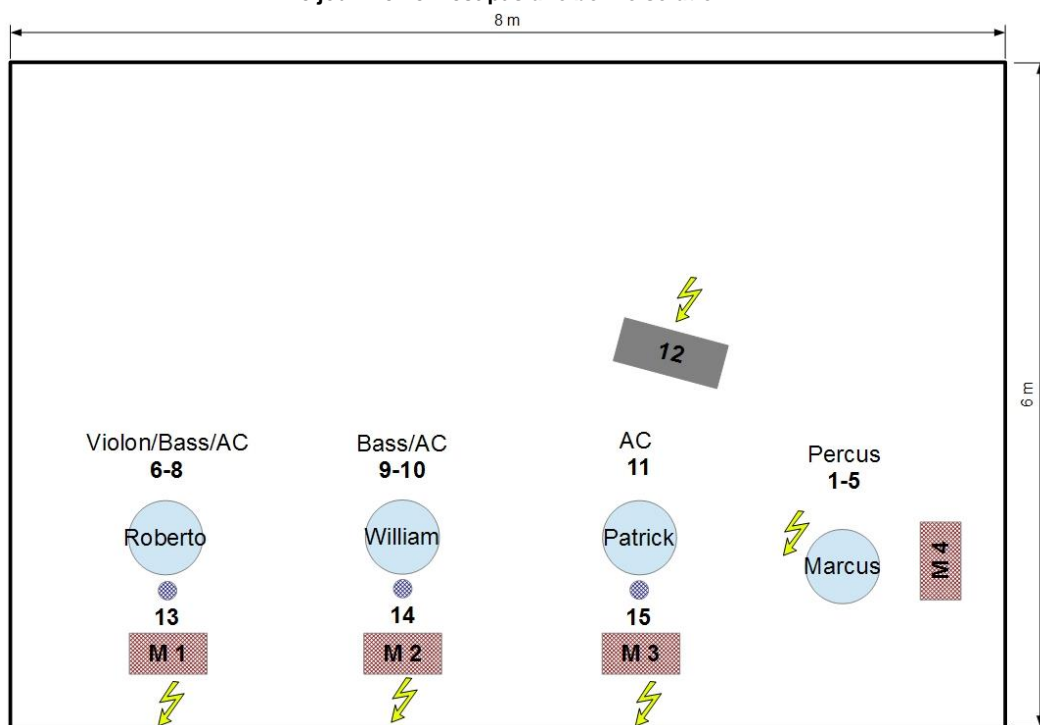 8 m
6 m
12
Violon/Bass/AC
6-8
Bass/AC
9-10
AC
11
Percus
1-5
Roberto
William
Patrick
Marcus
M 4
13
14
15
M 1
M 2
M 3